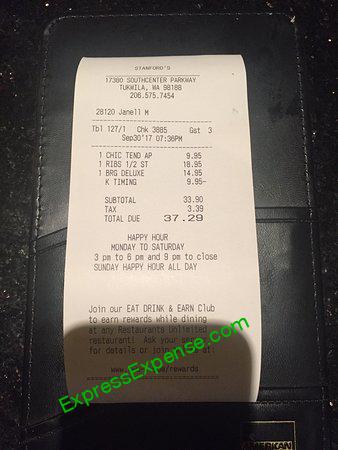 STANFORD'S
17380 SOUTHCENTER PARKWAY
TUKWILA, WA 98188
206.575.7454
28120 Janell M
Tbl 127/1 Chk 3885 Gst 3
Sep30'17 07:36PM
1 CHIC TEND AP 9.95
1 RIBS 1/2 ST 18.95
1 BRG DELUXE 14.95
K TIMING 9.95-
SUBTOTAL 33.90
TAX 3.39
TOTAL DUE 37.29
HAPPY HOUR
MONDAY TO SATURDAY
3 pm to 6 pm and 9 pm to close
SUNDAY HAPPY HOUR ALL DAY
Join our EAT DRINK & EARN Club
to earn rewards while dining
at any Restaurants Unlimited
restaurant! Ask your
for details or join at:
/rewards
ExpressExpense.com
AMERICAN